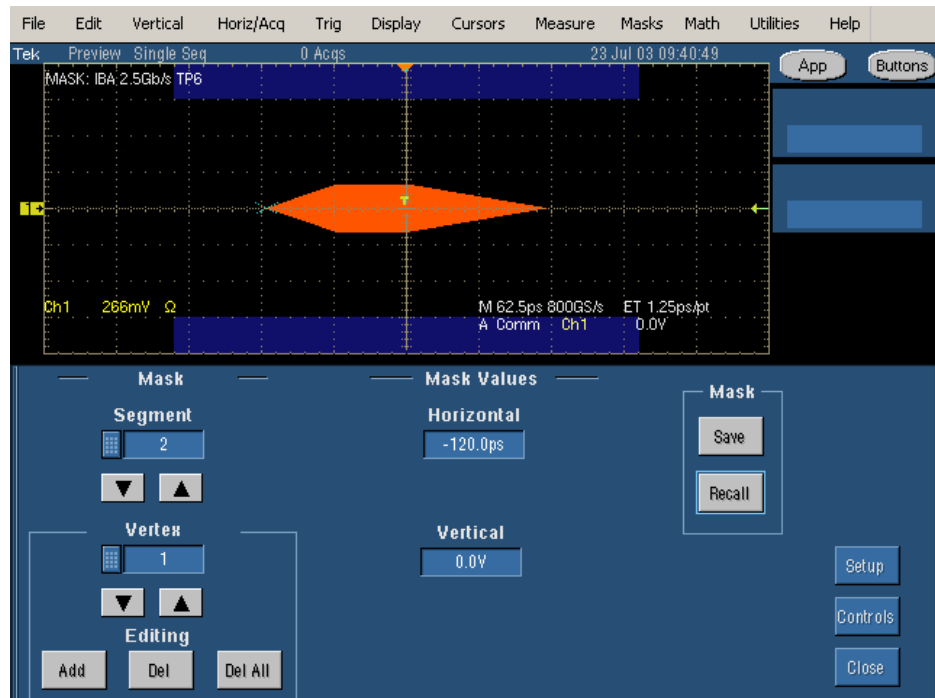 File Edit Vertical Horiz/Acq Trig Display Cursors Measure Masks Math Utilities Help
Tek Preview Single Seq 0 Acqs 23 Jul 03 09:40:49
App Buttons
MASK: IBA 2.5Gb/s TP6
T
1
Ch1 266mV Ω M 62.5ps 800GS/s ET 1.25ps/pt
A Comm Ch1 0.0V
Mask
Segment
2
Vertex
1
Editing
Add Del Del All
Mask Values
Horizontal
-120.0ps
Vertical
0.0V
Mask
Save
Recall
Setup
Controls
Close